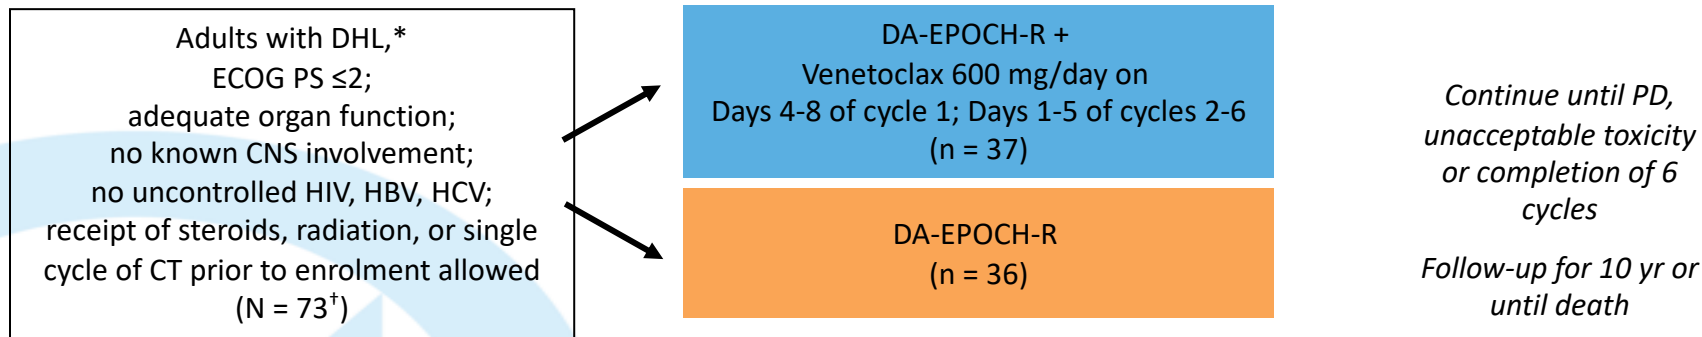 Adults with DHL,*
ECOG PS ≤2;
adequate organ function;
no known CNS involvement;
no uncontrolled HIV, HBV, HCV;
receipt of steroids, radiation, or single
cycle of CT prior to enrolment allowed
(N = 73†)
DA-EPOCH-R +
Venetoclax 600 mg/day on
Days 4-8 of cycle 1; Days 1-5 of cycles 2-6
(n = 37)
DA-EPOCH-R
(n = 36)
Continue until PD,
unacceptable toxicity
or completion of 6
cycles
Follow-up for 10 yr or
until death